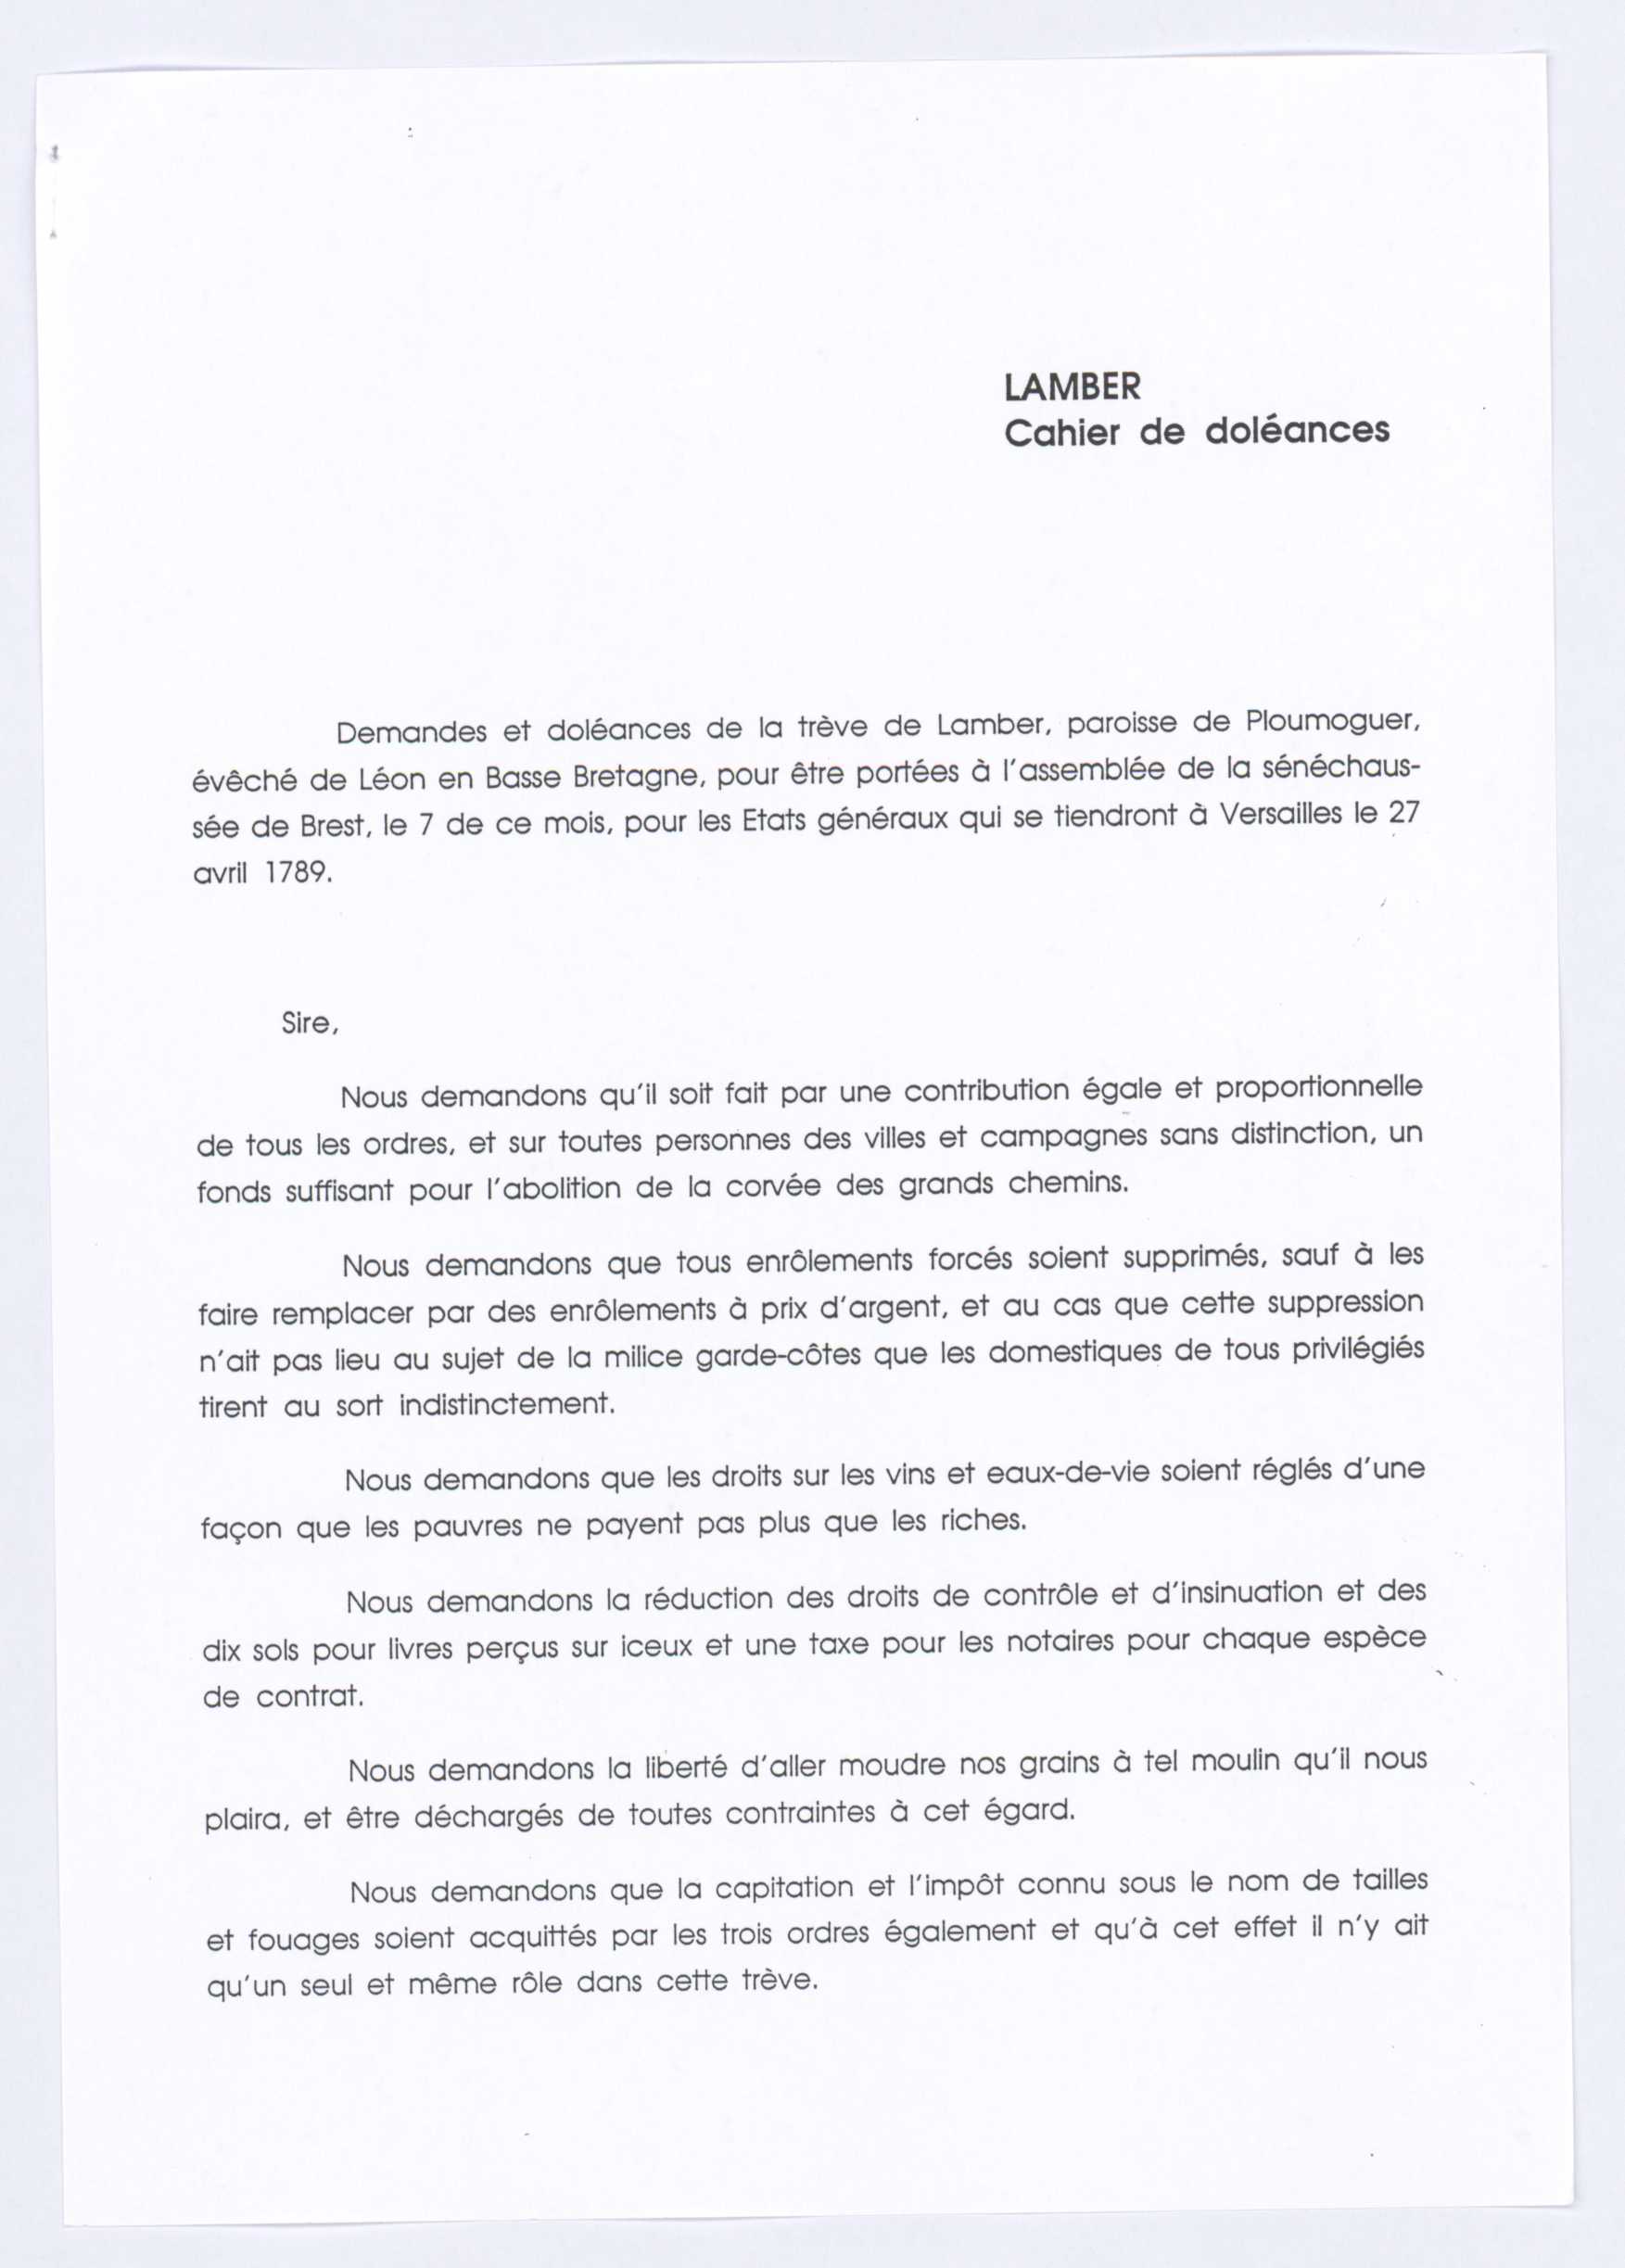 LAMBER
Cahier de doléances
Demandes et doléances de la trève de Lamber, paroisse de Ploumoguer,
évêché de Léon en Basse Bretagne, pour être portées à l'assemblée de la sénéchaus-
sée de Brest, le 7 de ce mois, pour les Etats généraux qui se tiendront à Versailles le 27
avril 1789.
Sire,
Nous demandons qu'il soit fait par une contribution égale et proportionnelle
de tous les ordres, et sur toutes personnes des villes et campagnes sans distinction, un
fonds suffisant pour l'abolition de la corvée des grands chemins.
Nous demandons que tous enrôlements forcés soient supprimés, sauf à les
faire remplacer par des enrôlements à prix d'argent, et au cas que cette suppression
n'ait pas lieu au sujet de la milice garde-côtes que les domestiques de tous privilégiés
tirent au sort indistinctement.
Nous demandons que les droits sur les vins et eaux-de-vie soient réglés d'une
façon que les pauvres ne payent pas plus que les riches.
Nous demandons la réduction des droits de contrôle et d'insinuation et des
dix sols pour livres perçus sur iceux et une taxe pour les notaires pour chaque espèce
de contrat.
Nous demandons la liberté d'aller moudre nos grains à tel moulin qu'il nous
plaira, et être déchargés de toutes contraintes à cet égard.
Nous demandons que la capitation et l'impôt connu sous le nom de tailles
et fouages soient acquittés par les trois ordres également et qu'à cet effet il n'y ait
qu'un seul et même rôle dans cette trève.